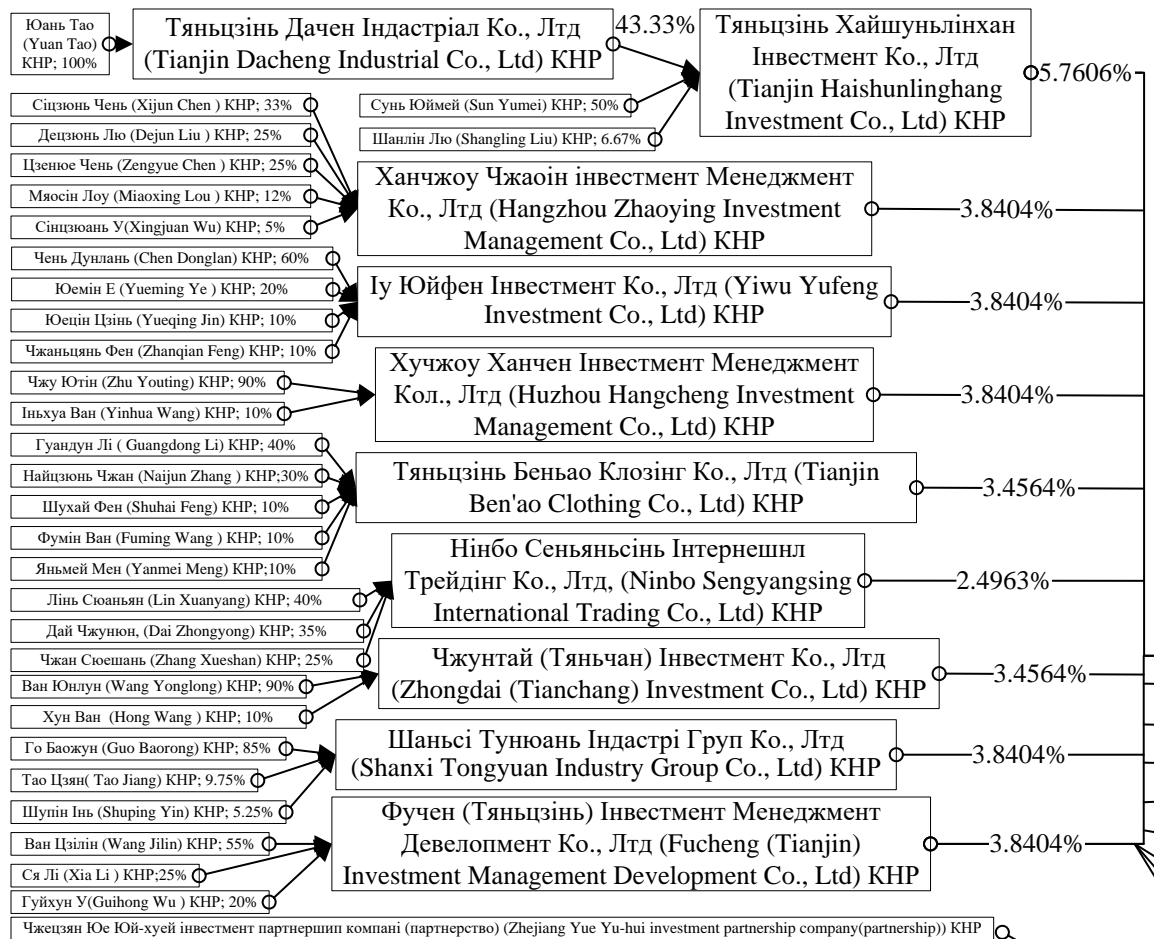 Юань Тао
(Yuan Tao)
КНР; 100%
Тяньцзінь Дачен Індастріал Ко., Лтд
(Tianjin Dacheng Industrial Co., Ltd) КНР
43.33%
Тяньцзінь Хайшуньлінхан
Інвестмент Ко., Лтд
(Tianjin Haishunlinghang
Investment Co., Ltd) КНР
5.7606%
Сунь Юймей (Sun Yumei) КНР; 50%
Шанлін Лю (Shangling Liu) КНР; 6.67%
Сіцзюнь Чень (Xijun Chen ) КНР; 33%
Децзюнь Лю (Dejun Liu ) КНР; 25%
Цзенюе Чень (Zengyue Chen ) КНР; 25%
Мяосін Лоу (Miaoxing Lou ) КНР; 12%
Сінцзюань У(Xingjuan Wu) КНР; 5%
Ханчжоу Чжаоін інвестмент Менеджмент
Ко., Лтд (Hangzhou Zhaoying Investment
Management Co., Ltd) КНР
3.8404%
Чень Дунлань (Chen Donglan) КНР; 60%
Юемін Е (Yueming Ye ) КНР; 20%
Юецін Цзінь (Yueqing Jin) КНР; 10%
Чжаньцянь Фен (Zhanqian Feng) КНР; 10%
Іу Юйфен Інвестмент Ко., Лтд (Yiwu Yufeng
Investment Co., Ltd) КНР
3.8404%
Чжу Ютін (Zhu Youting) КНР; 90%
Іньхуа Ван (Yinhua Wang) КНР; 10%
Хучжоу Ханчен Інвестмент Менеджмент
Кол., Лтд (Huzhou Hangcheng Investment
Management Co., Ltd) КНР
3.8404%
Гуандун Лі ( Guangdong Li) КНР; 40%
Найцзюнь Чжан (Naijun Zhang ) КНР;30%
Шухай Фен (Shuhai Feng) КНР; 10%
Фумін Ван (Fuming Wang ) КНР; 10%
Яньмей Мен (Yanmei Meng) КНР;10%
Тяньцзінь Беньао Клозінг Ко., Лтд (Tianjin
Ben'ao Clothing Co., Ltd) КНР
3.4564%
Лінь Сюаньян (Lin Xuanyang) КНР; 40%
Дай Чжунюн, (Dai Zhongyong) КНР; 35%
Чжан Сюешань (Zhang Xueshan) КНР; 25%
Нінбо Сеньяньсінь Інтернешнл
Трейдінг Ко., Лтд, (Ninbo Sengyangsing
International Trading Co., Ltd) КНР
2.4963%
Ван Юнлун (Wang Yonglong) КНР; 90%
Хун Ван (Hong Wang ) КНР; 10%
Чжунтай (Тяньчан) Інвестмент Ко., Лтд
(Zhongdai (Tianchang) Investment Co., Ltd) КНР
3.4564%
Го Баожун (Guo Baorong) КНР; 85%
Тао Цзян( Tao Jiang) КНР; 9.75%
Шупін Інь (Shuping Yin) КНР; 5.25%
Шаньсі Тунюань Індастрі Груп Ко., Лтд
(Shanxi Tongyuan Industry Group Co., Ltd) КНР
3.8404%
Ван Цзілін (Wang Jilin) КНР; 55%
Ся Лі (Xia Li ) КНР;25%
Гуйхун У(Guihong Wu ) КНР; 20%
Фучен (Тяньцзінь) Інвестмент Менеджмент
Девелопмент Ко., Лтд (Fucheng (Tianjin)
Investment Management Development Co., Ltd) КНР
3.8404%
Чжецзян Юе Юй-хуей інвестмент партнершип компані (партнерство) (Zhejiang Yue Yu-hui investment partnership company(partnership)) КНР